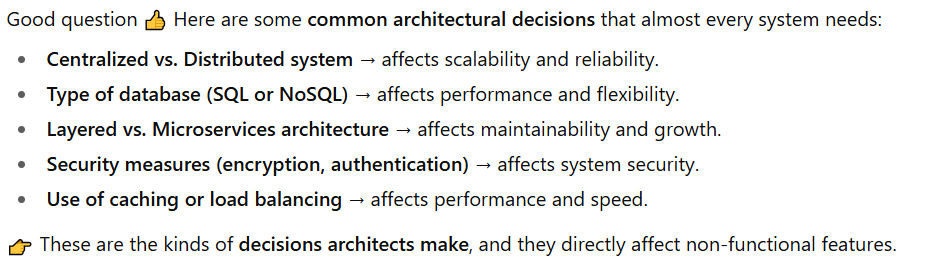 Good question 👍 Here are some common architectural decisions that almost every system needs:
• Centralized vs. Distributed system → affects scalability and reliability.
• Type of database (SQL or NoSQL) → affects performance and flexibility.
• Layered vs. Microservices architecture → affects maintainability and growth.
• Security measures (encryption, authentication) → affects system security.
• Use of caching or load balancing → affects performance and speed.
👉 These are the kinds of decisions architects make, and they directly affect non-functional features.